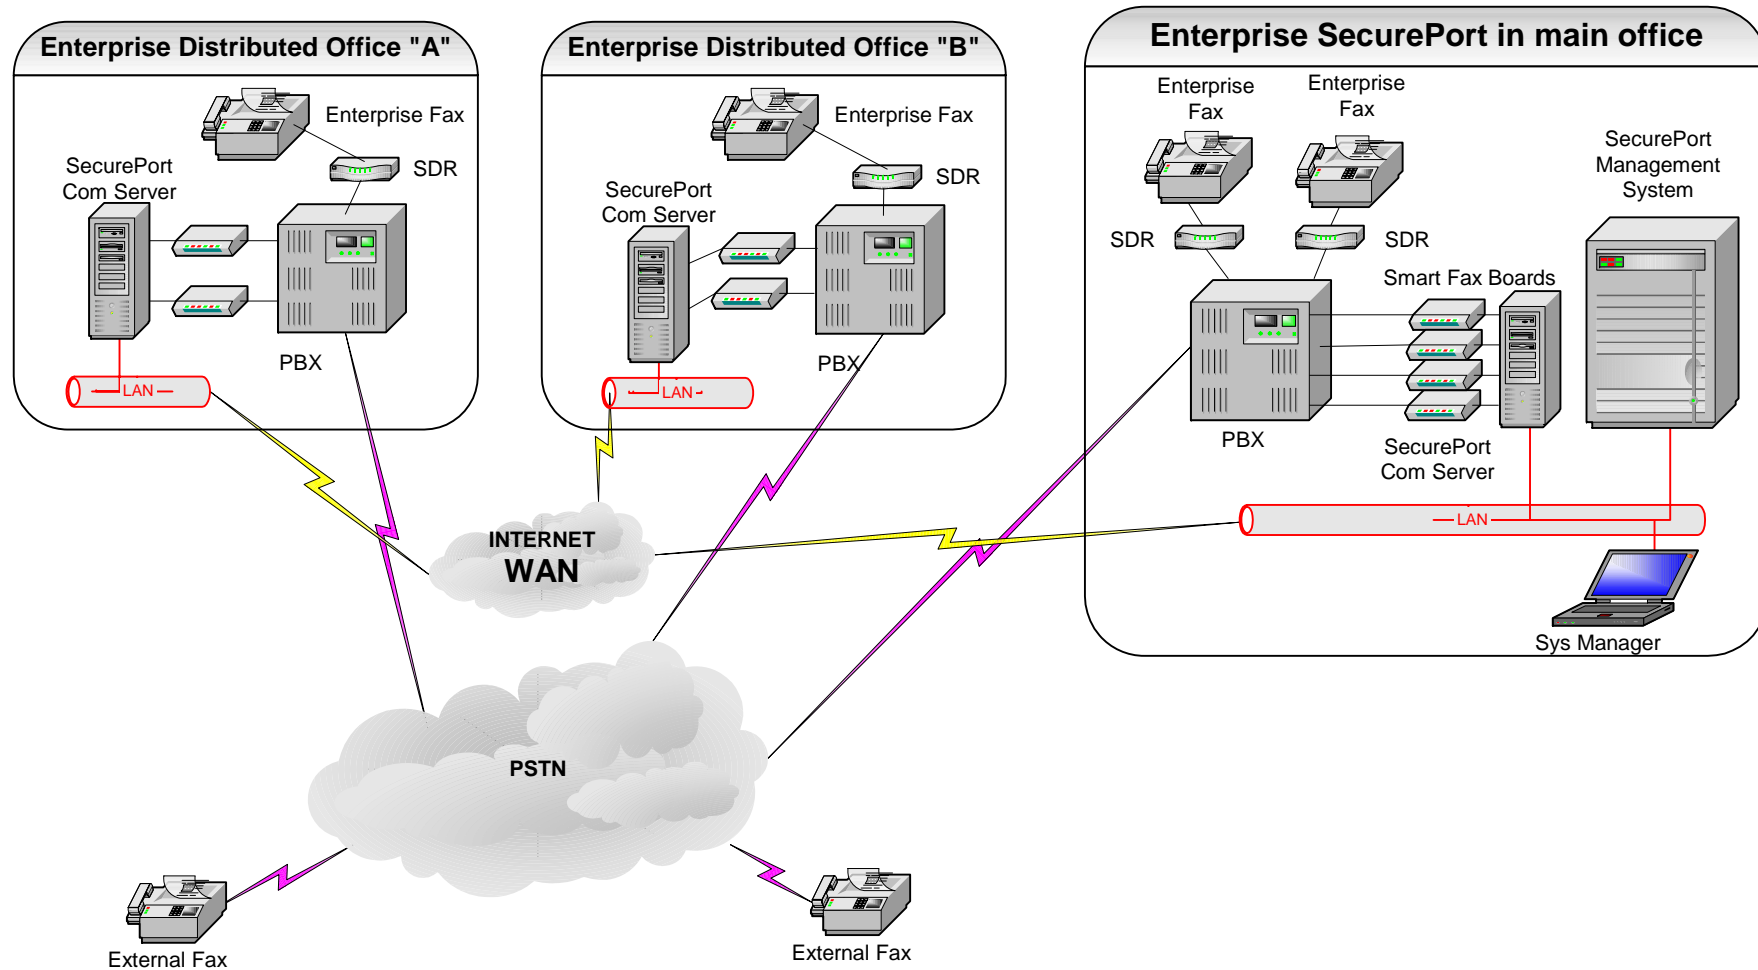 Enterprise Distributed Office "A"
Enterprise Fax
SecurePort
Com Server
SDR
PBX
LAN
Enterprise Distributed Office "B"
Enterprise Fax
SecurePort
Com Server
SDR
PBX
LAN
Enterprise SecurePort in main office
Enterprise
Fax
Enterprise
Fax
SecurePort
Management
System
SDR
SDR
Smart Fax Boards
PBX
SecurePort
Com Server
LAN
Sys Manager
INTERNET
WAN
PSTN
External Fax
External Fax